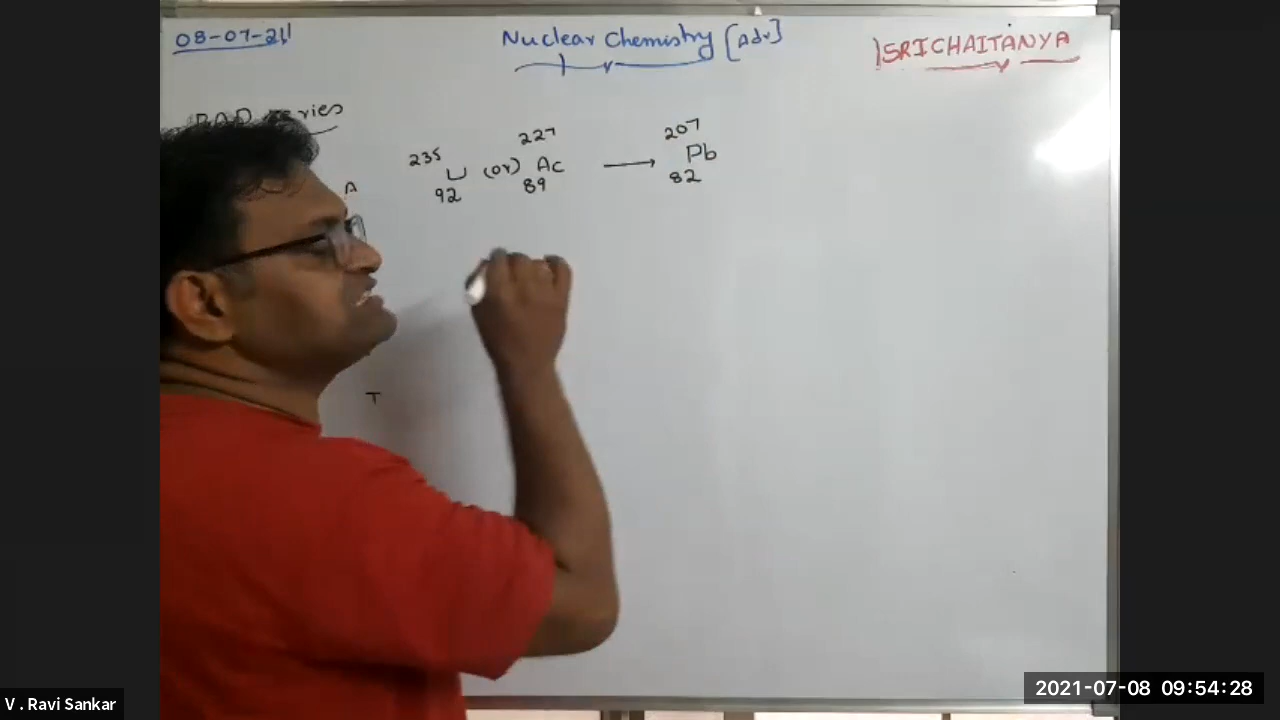 08-07-21
Nuclear Chemistry [Adv]
SRICHAITANYA
series
235 92 U (or) 227 89 Ac → 207 82 Pb
A
T
V . Ravi Sankar
2021-07-08 09:54:28